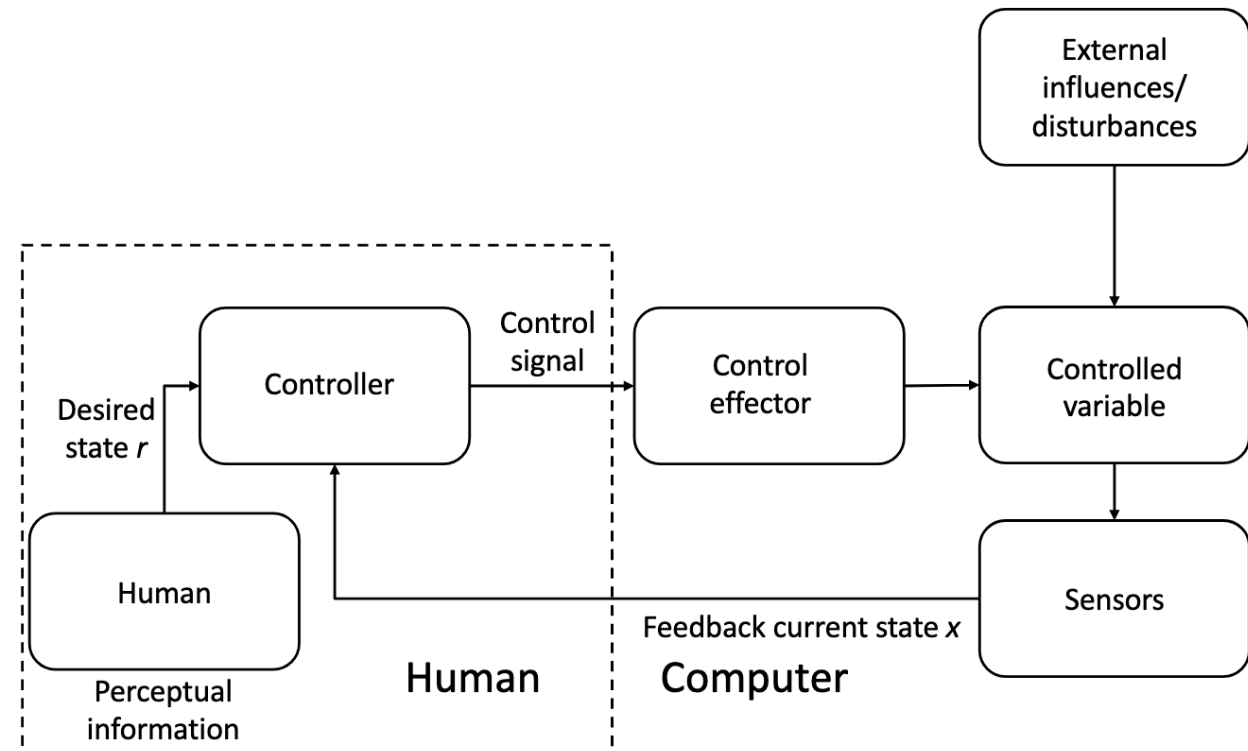 External
influences/
disturbances
Control
signal
Controller
Control
effector
Controlled
variable
Desired
state r
Human
Sensors
Feedback current state x
Human
Computer
Perceptual
information